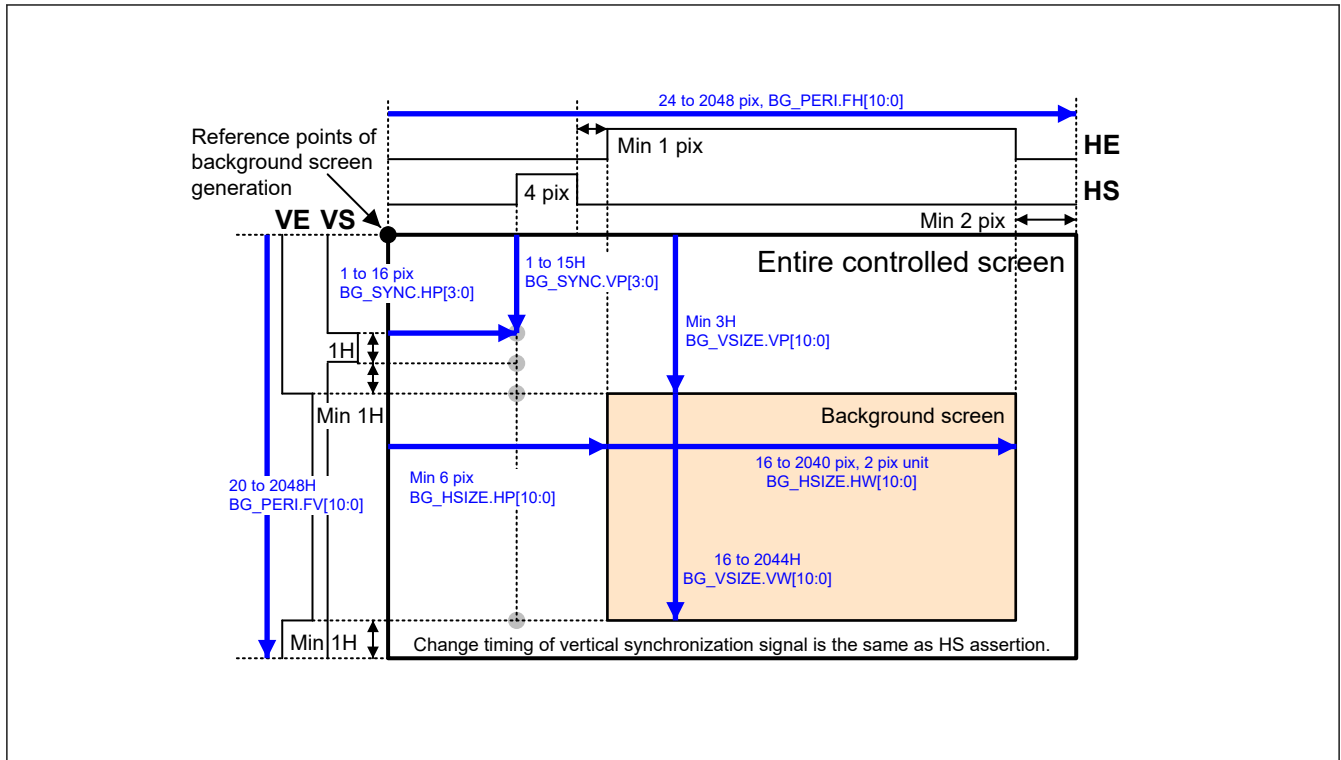 24 to 2048 pix, BG_PERI.FH[10:0]
Reference points of
background screen
generation
Min 1 pix
HE
4 pix
HS
Min 2 pix
VE VS
Entire controlled screen
1 to 16 pix
BG_SYNC.HP[3:0]
1 to 15H
BG_SYNC.VP[3:0]
Min 3H
BG_VSIZE.VP[10:0]
1H
Min 1H
Background screen
16 to 2040 pix, 2 pix unit
BG_HSIZE.HW[10:0]
Min 6 pix
BG_HSIZE.HP[10:0]
20 to 2048H
BG_PERI.FV[10:0]
16 to 2044H
BG_VSIZE.VW[10:0]
Min 1H
Change timing of vertical synchronization signal is the same as HS assertion.